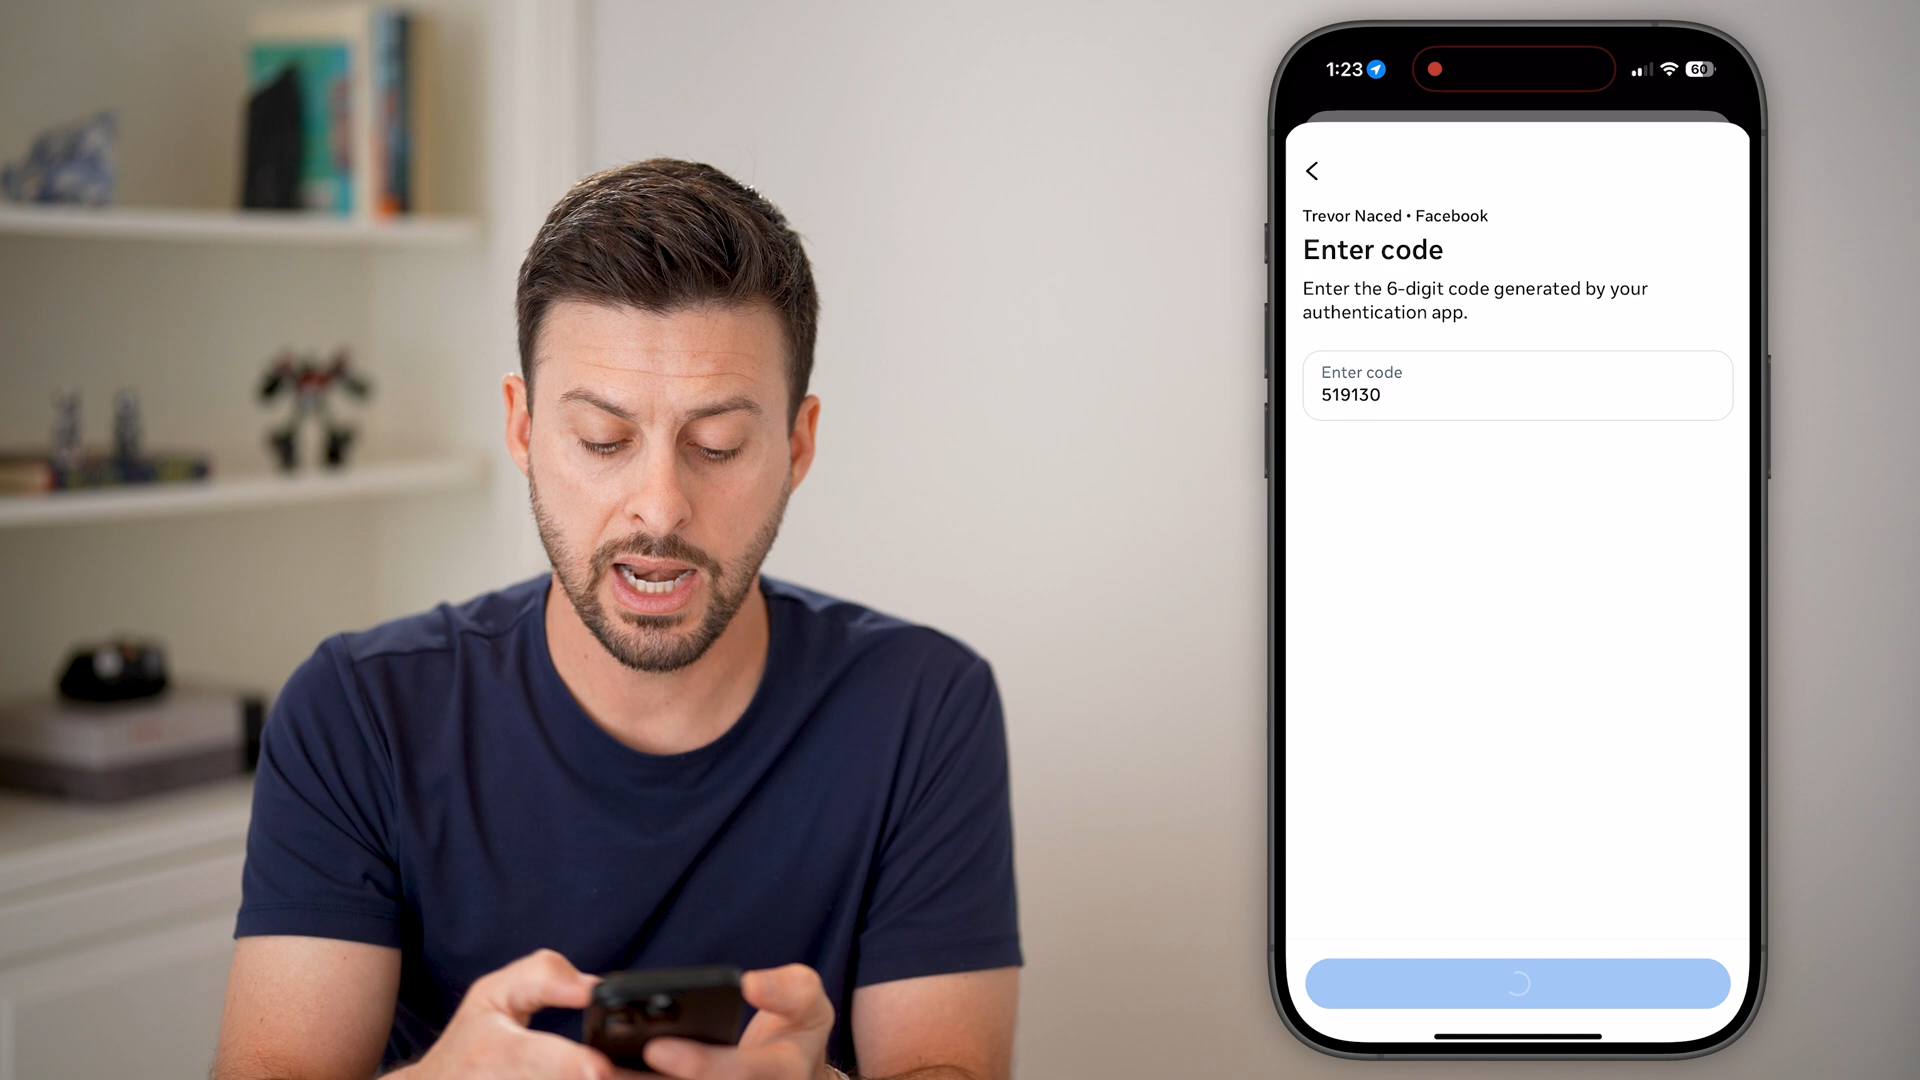 1:23
60
Trevor Naced • Facebook
Enter code
Enter the 6-digit code generated by your
authentication app.
Enter code
519130